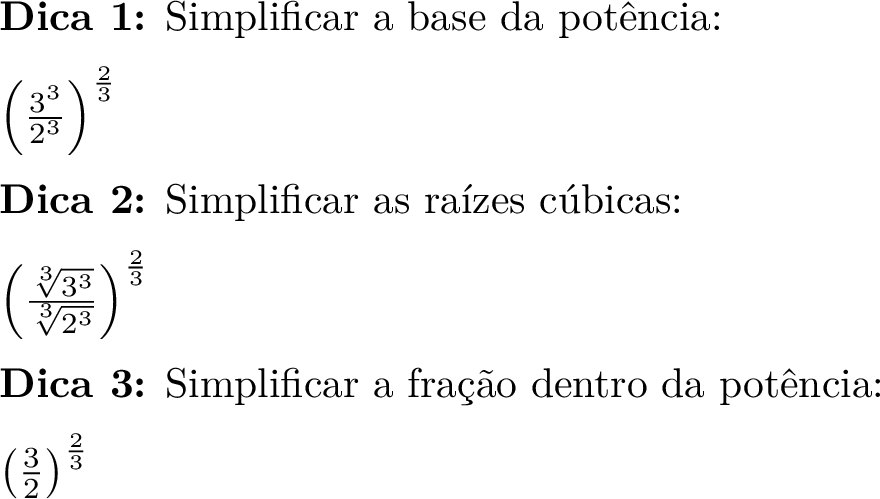 Dica 1: Simplificar a base da potência:
$\left(\frac{3^3}{2^3}\right)^{\frac{2}{3}}$
Dica 2: Simplificar as raízes cúbicas:
$\left(\frac{\sqrt[3]{3^3}}{\sqrt[3]{2^3}}\right)^{\frac{2}{3}}$
Dica 3: Simplificar a fração dentro da potência:
$\left(\frac{3}{2}\right)^{\frac{2}{3}}$